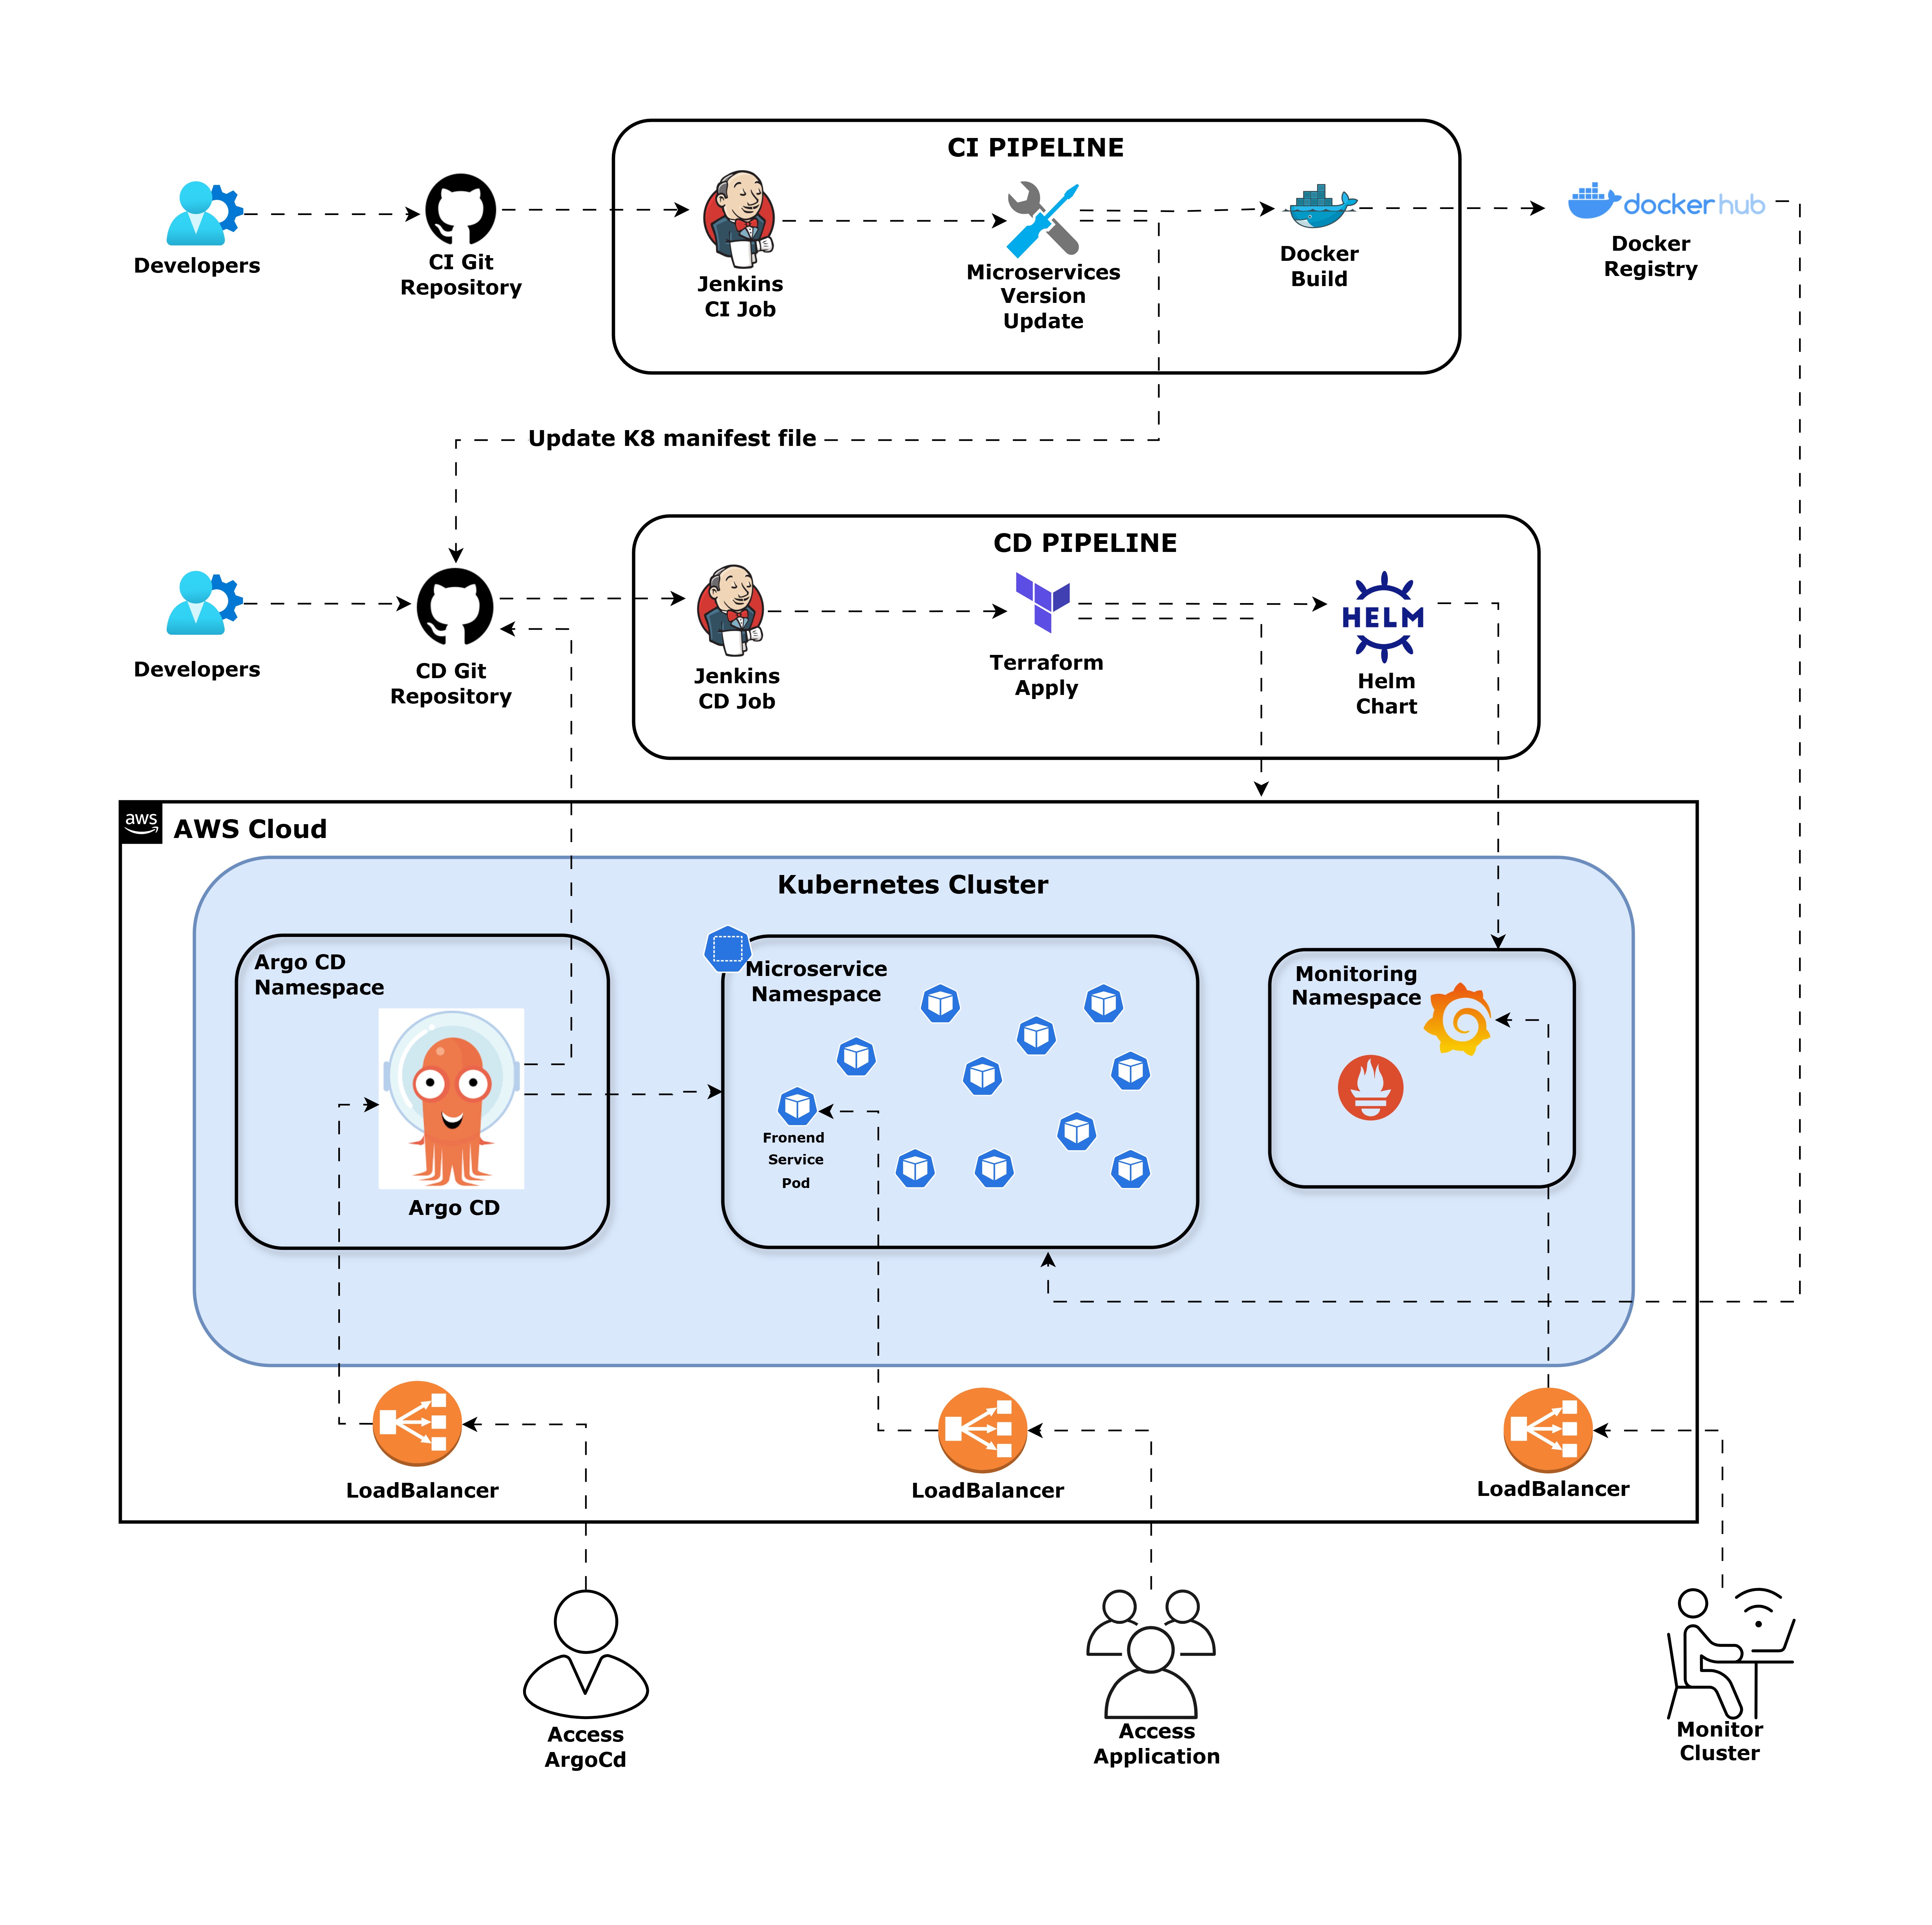 CI PIPELINE
Developers
CI Git
Repository
Jenkins
CI Job
Microservices
Version
Update
Docker
Build
dockerhub
Docker
Registry
Update K8 manifest file
CD PIPELINE
Developers
CD Git
Repository
Jenkins
CD Job
Terraform
Apply
HELM
Helm
Chart
aws
AWS Cloud
Kubernetes Cluster
Argo CD
Namespace
Argo CD
Microservice
Namespace
Fronend
Service
Pod
Monitoring
Namespace
LoadBalancer
LoadBalancer
LoadBalancer
Access
ArgoCd
Access
Application
Monitor
Cluster